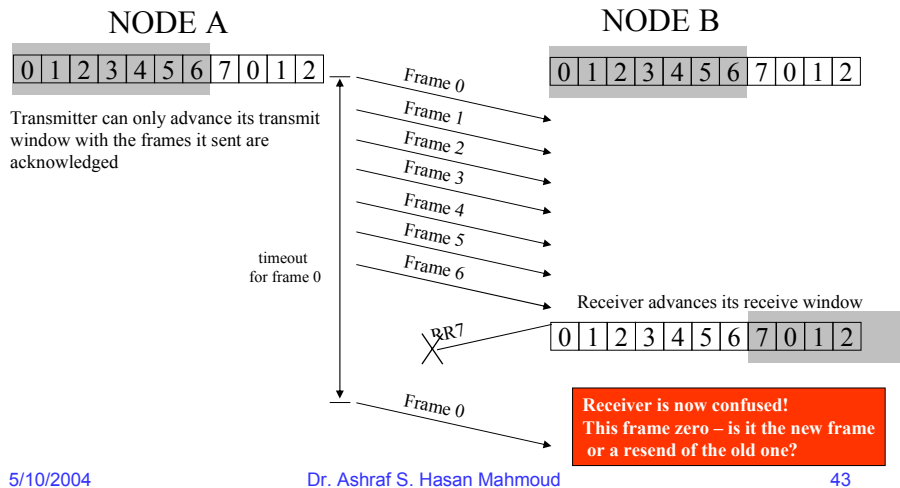 NODE A
NODE B
0 1 2 3 4 5 6 7 0 1 2
0 1 2 3 4 5 6 7 0 1 2
Transmitter can only advance its transmit
window with the frames it sent are
acknowledged
Frame 0
Frame 1
Frame 2
Frame 3
Frame 4
Frame 5
Frame 6
timeout
for frame 0
Receiver advances its receive window
RR7
0 1 2 3 4 5 6 7 0 1 2
Frame 0
Receiver is now confused!
This frame zero – is it the new frame
or a resend of the old one?
5/10/2004
Dr. Ashraf S. Hasan Mahmoud
43